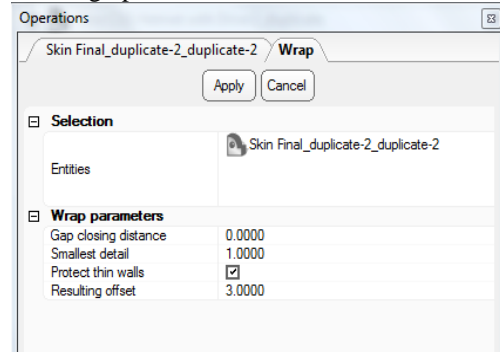 Operations
Skin Final_duplicate-2_duplicate-2 Wrap
Apply Cancel
Selection
Skin Final_duplicate-2_duplicate-2
Entities
Wrap parameters
Gap closing distance 0.0000
Smallest detail 1.0000
Protect thin walls
Resulting offset 3.0000